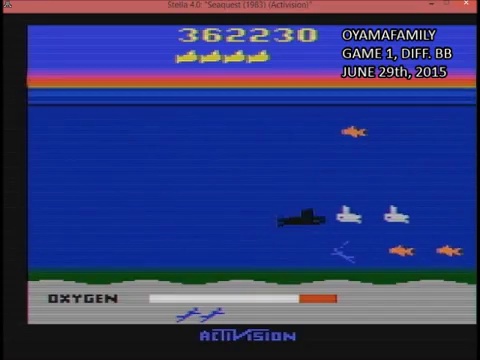 Stella 4.0: "Seaquest (1983) (Activision)"
362230
OYAMAFAMILY
GAME 1, DIFF. BB
JUNE 29th, 2015
OXYGEN
ACTIVISION